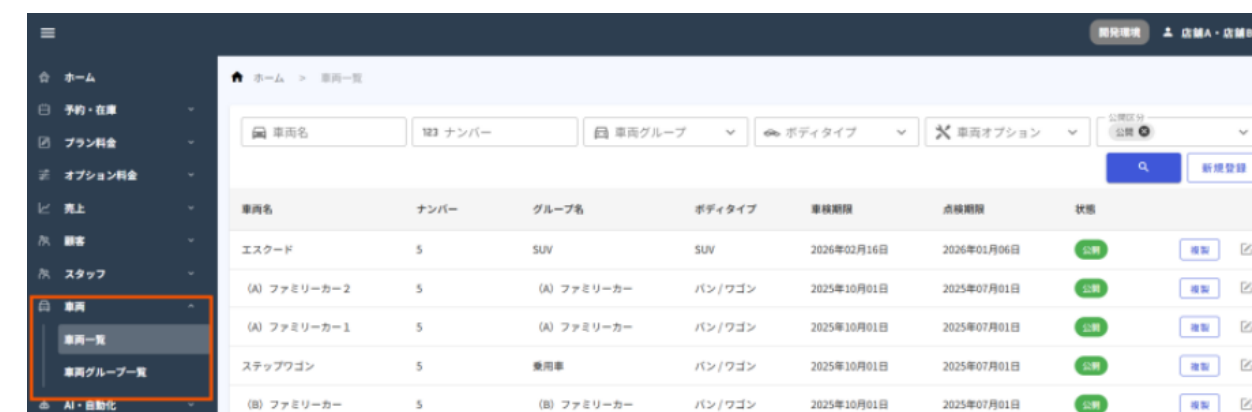 開発環境 店舗A・店舗B
ホーム
予約・在庫
プラン料金
オプション料金
売上
顧客
スタッフ
車両
車両一覧
車両グループ一覧
AI・自動化
ホーム > 車両一覧
車両名 123 ナンバー 車両グループ ボディタイプ 車両オプション 公開区分 公開
新規登録
車両名 ナンバー グループ名 ボディタイプ 車検期限 点検期限 状態
エスクード 5 SUV SUV 2026年02月16日 2026年01月06日 公開 複製
(A) ファミリーカー2 5 (A) ファミリーカー バン/ワゴン 2025年10月01日 2025年07月01日 公開 複製
(A) ファミリーカー1 5 (A) ファミリーカー バン/ワゴン 2025年10月01日 2025年07月01日 公開 複製
ステップワゴン 5 乗用車 バン/ワゴン 2025年10月01日 2025年07月01日 公開 複製
(B) ファミリーカー 5 (B) ファミリーカー バン/ワゴン 2025年10月01日 2025年07月01日 公開 複製